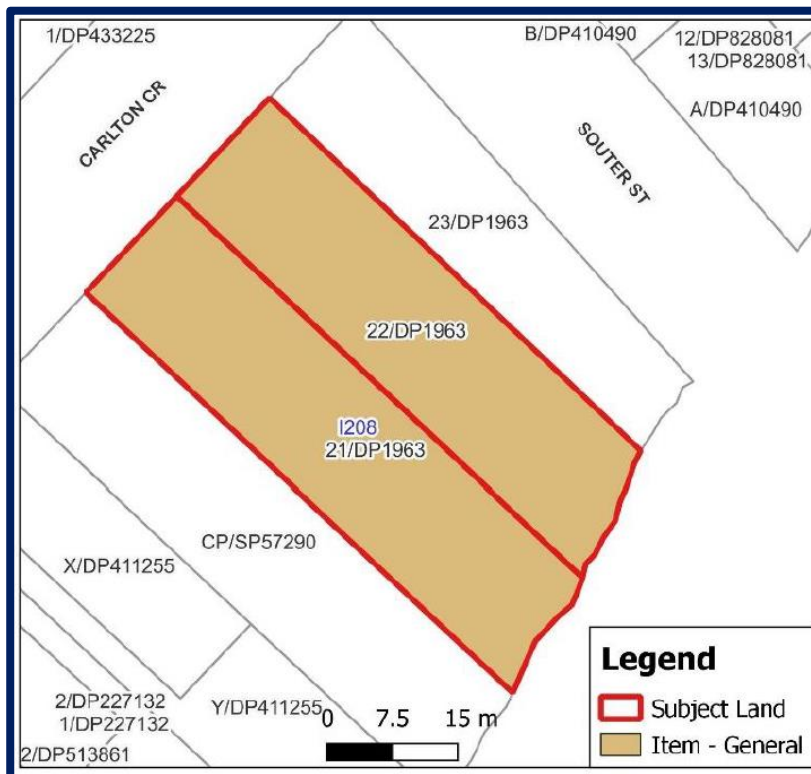 1/DP433225
B/DP410490
12/DP828081
13/DP828081
A/DP410490
CARLTON CR
SOUTER ST
23/DP1963
22/DP1963
I208
21/DP1963
CP/SP57290
X/DP411255
2/DP227132
1/DP227132
Y/DP411255
2/DP513861
0 7.5 15 m
Legend
Subject Land
Item - General